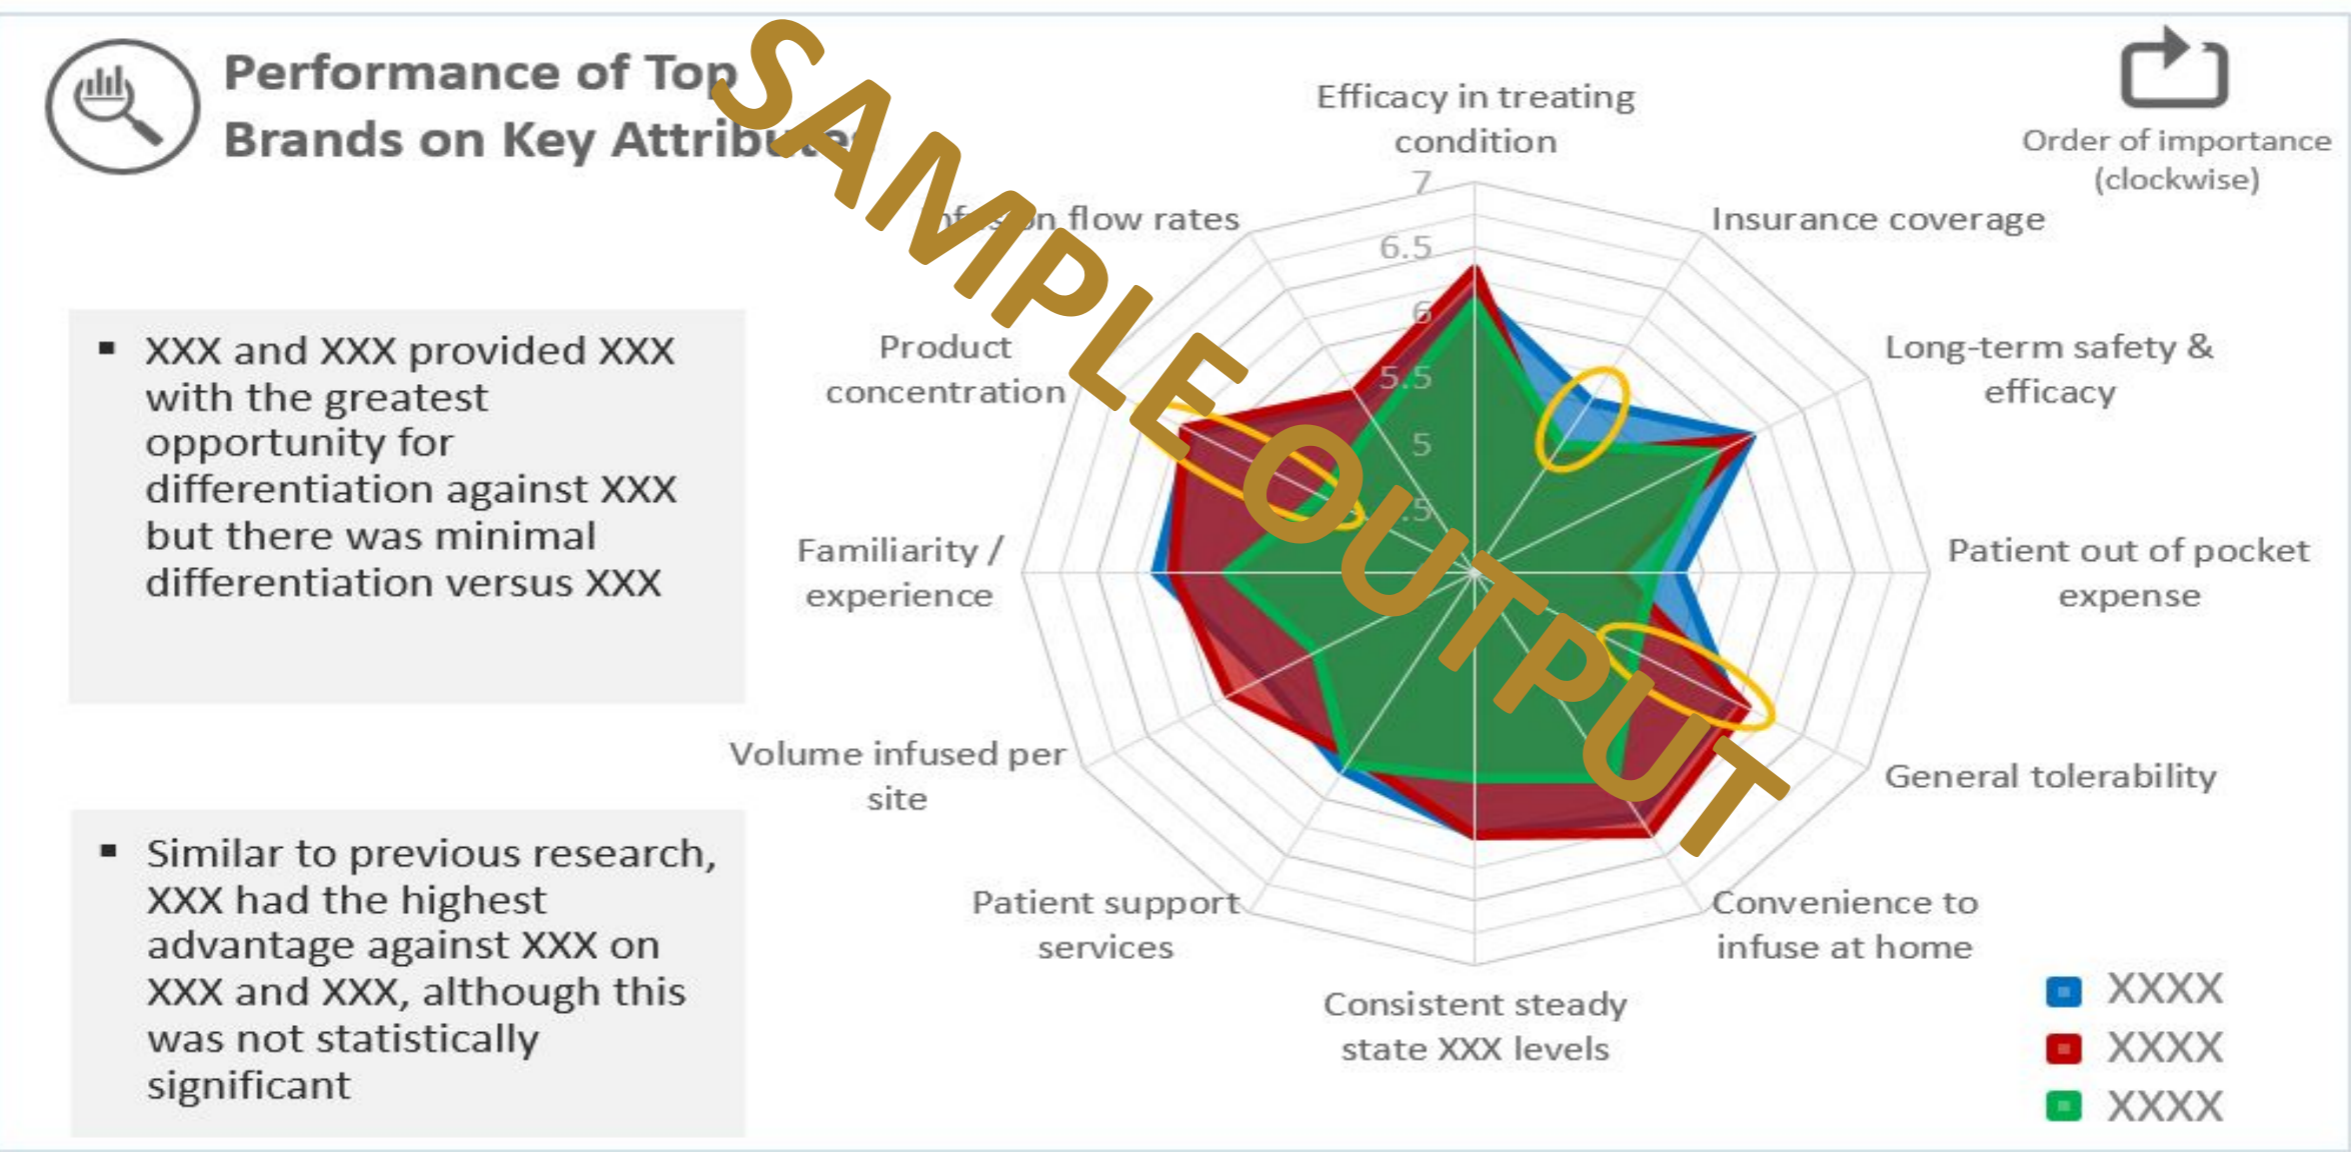 Performance of Top
Brands on Key Attributes
SAMPLE OUTPUT
XXX and XXX provided XXX
with the greatest
opportunity for
differentiation against XXX
but there was minimal
differentiation versus XXX
Similar to previous research,
XXX had the highest
advantage against XXX on
XXX and XXX, although this
was not statistically
significant
Order of importance
(clockwise)
Efficacy in treating
condition
Insurance coverage
Long-term safety &
efficacy
Patient out of pocket
expense
General tolerability
Convenience to
infuse at home
Consistent steady
state XXX levels
Patient support
services
Volume infused per
site
Familiarity /
experience
Product
concentration
Infusion flow rates
7
6.5
6
5.5
5
.5
XXXX
XXXX
XXXX